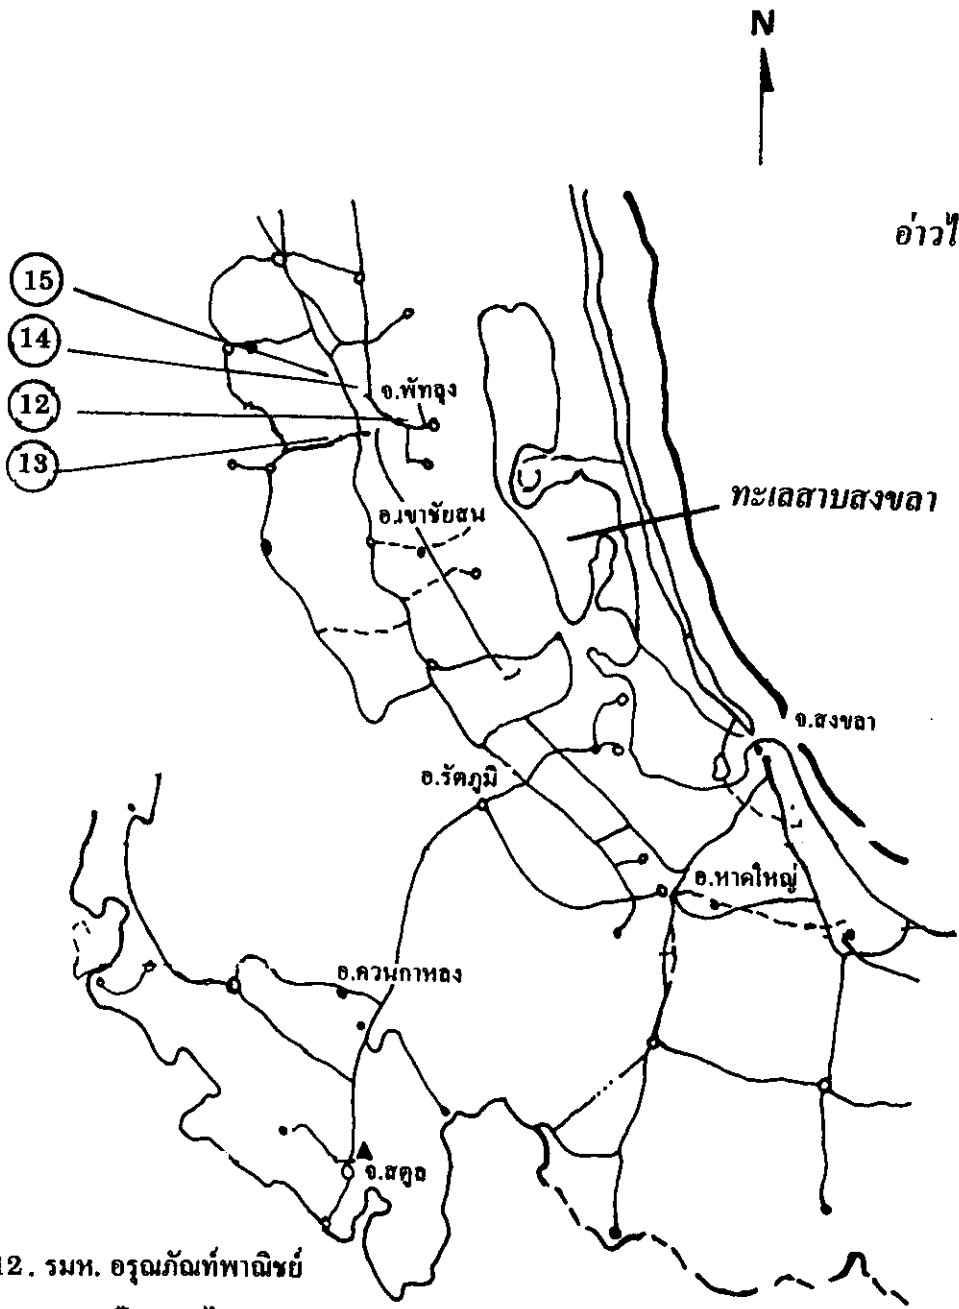 N
อ่าวไ
15
14
จ.พัทลุง
12
13
ทะเลสาบสงขลา
อ.เขาชัยสน
จ.สงขลา
อ.รัตภูมิ
อ.หาดใหญ่
อ.ควนกาหลง
จ.สตูล
12. รมห. อรุณภัณท์พาณิชย์